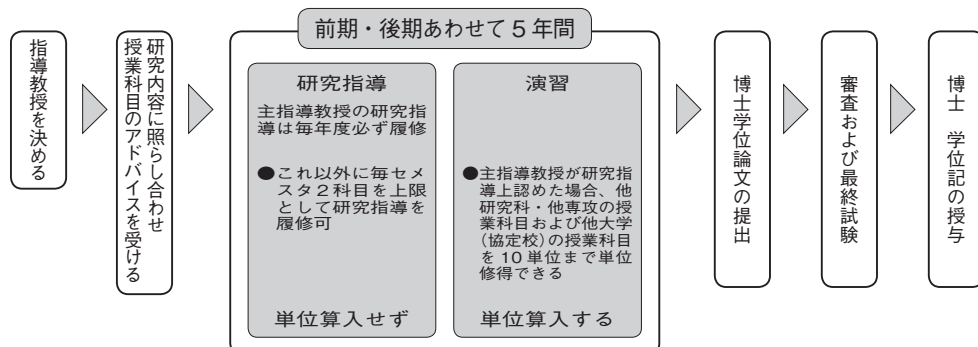 指導教授を決める
研究内容に照らし合わせ
授業科目のアドバイスを受ける
前期・後期あわせて5年間
研究指導
主指導教授の研究指
導は毎年度必ず履修
●これ以外に毎セメ
スタ2科目を上限
として研究指導を
履修可
単位算入せず
演習
●主指導教授が研究指
導上認めた場合、他
研究科・他専攻の授
業科目および他大学
(協定校)の授業科目
を10単位まで単位
修得できる
単位算入する
博士学位論文の提出
審査および最終試験
博士 学位記の授与